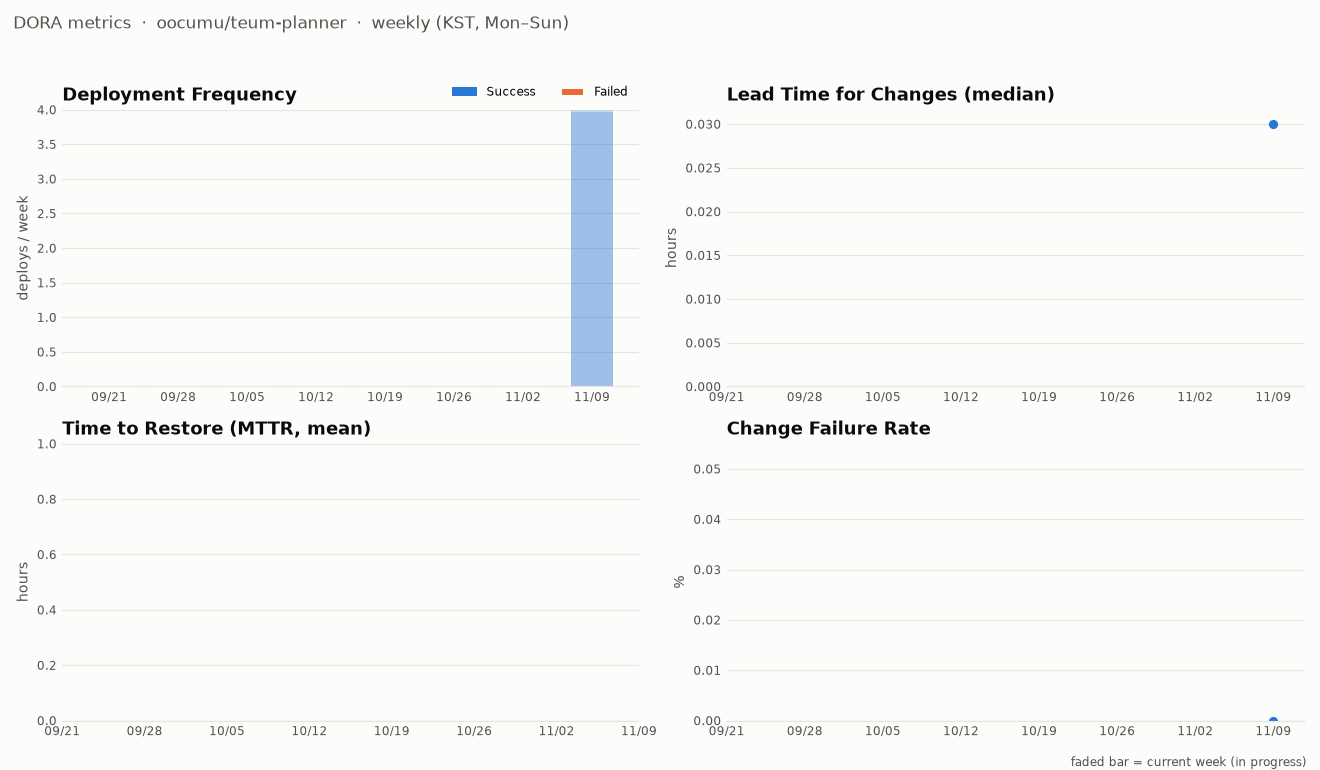 DORA metrics · oocumu/teum-planner · weekly (KST, Mon–Sun)
Deployment Frequency
Success
Failed
deploys / week
4.0
3.5
3.0
2.5
2.0
1.5
1.0
0.5
0.0
09/21 09/28 10/05 10/12 10/19 10/26 11/02 11/09
Lead Time for Changes (median)
hours
0.030
0.025
0.020
0.015
0.010
0.005
0.000
09/21 09/28 10/05 10/12 10/19 10/26 11/02 11/09
Time to Restore (MTTR, mean)
hours
1.0
0.8
0.6
0.4
0.2
0.0
09/21 09/28 10/05 10/12 10/19 10/26 11/02 11/09
Change Failure Rate
%
0.05
0.04
0.03
0.02
0.01
0.00
09/21 09/28 10/05 10/12 10/19 10/26 11/02 11/09
faded bar = current week (in progress)